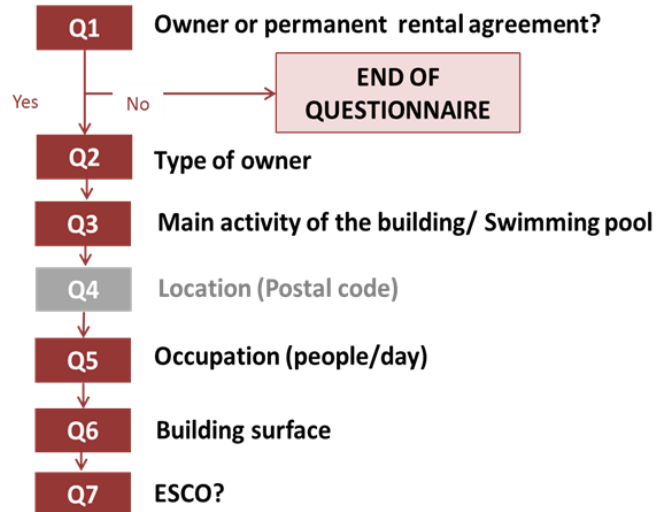 Q1 Owner or permanent rental agreement?
Yes No END OF
QUESTIONNAIRE
Q2 Type of owner
Q3 Main activity of the building/ Swimming pool
Q4 Location (Postal code)
Q5 Occupation (people/day)
Q6 Building surface
Q7 ESCO?